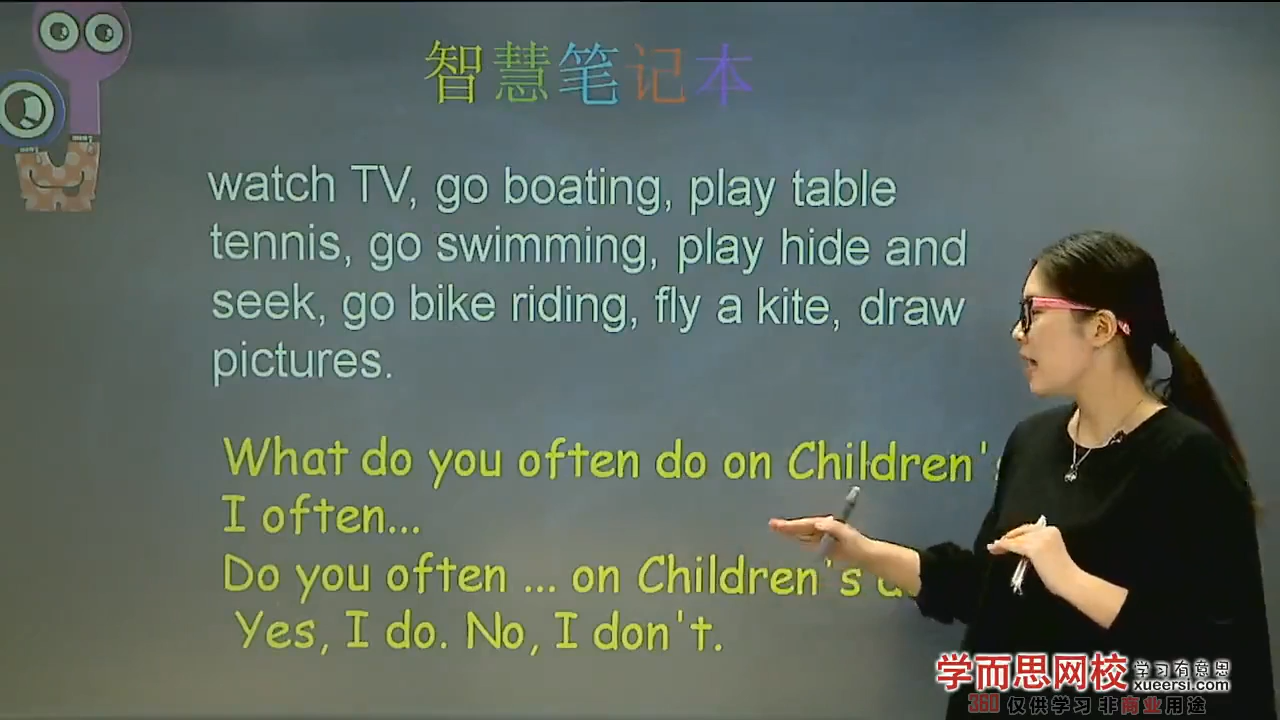 智慧笔记本
watch TV, go boating, play table
tennis, go swimming, play hide and
seek, go bike riding, fly a kite, draw
pictures.
What do you often do on Children's
I often...
Do you often ... on Children's
Yes, I do. No, I don't.
学而思网校 学习有意思
xueersi.com
360 仅供学习 非商业用途